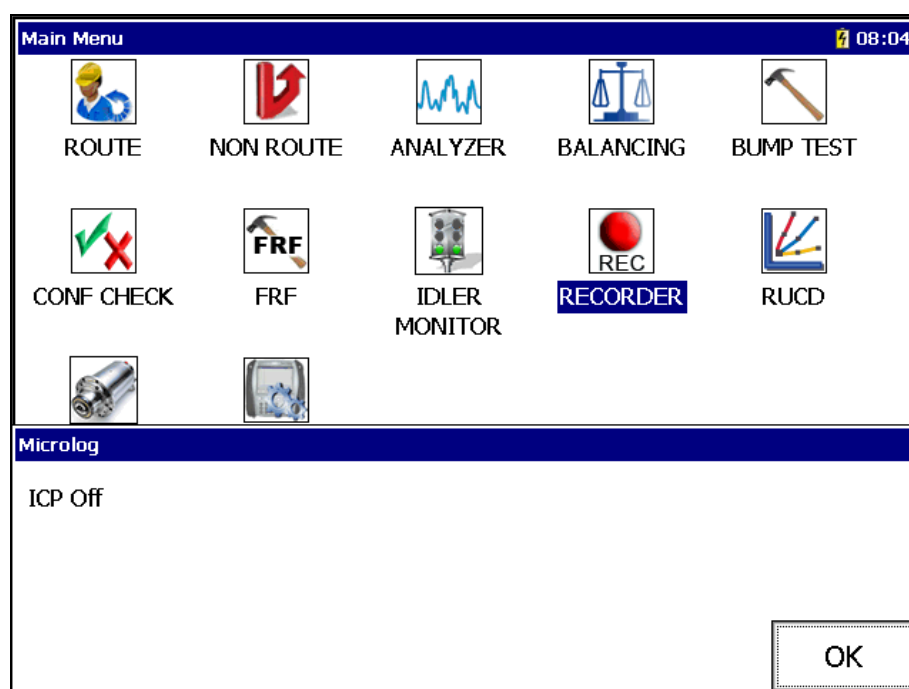 Main Menu 08:04
ROUTE NON ROUTE ANALYZER BALANCING BUMP TEST
FRF REC
CONF CHECK FRF IDLER MONITOR RECORDER RUCD
Microlog
ICP Off
OK